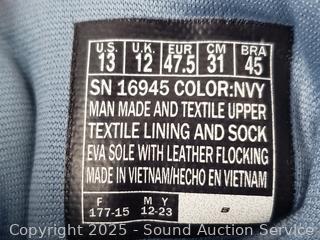 U.S. U.K. EUR CM BRA
13 12 47.5 31 45
SN 16945 COLOR:NVY
MAN MADE AND TEXTILE UPPER
TEXTILE LINING AND SOCK
EVA SOLE WITH LEATHER FLOCKING
MADE IN VIETNAM/HECHO EN VIETNAM
F M Y
177-15 12-23
Copyright 2025 - Sound Auction Service